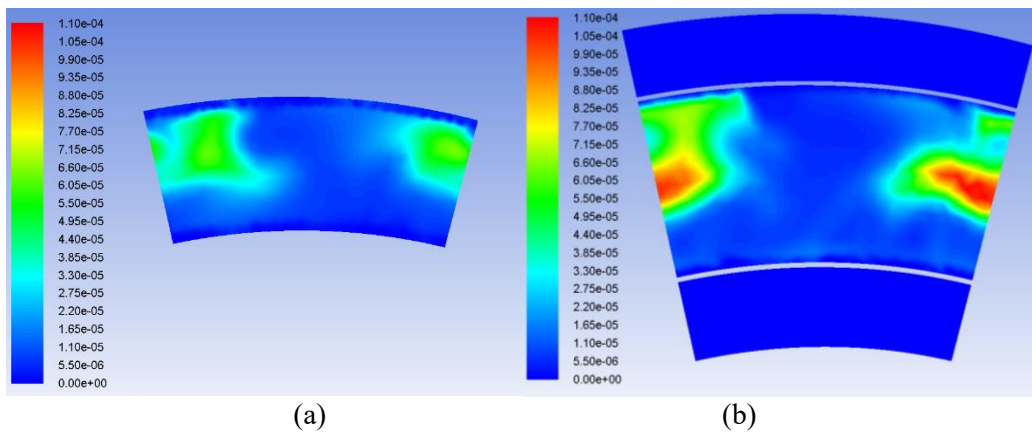 1.10e-04
1.05e-04
9.90e-05
9.35e-05
8.80e-05
8.25e-05
7.70e-05
7.15e-05
6.60e-05
6.05e-05
5.50e-05
4.95e-05
4.40e-05
3.85e-05
3.30e-05
2.75e-05
2.20e-05
1.65e-05
1.10e-05
5.50e-06
0.00e+00
(a)
1.10e-04
1.05e-04
9.90e-05
9.35e-05
8.80e-05
8.25e-05
7.70e-05
7.15e-05
6.60e-05
6.05e-05
5.50e-05
4.95e-05
4.40e-05
3.85e-05
3.30e-05
2.75e-05
2.20e-05
1.65e-05
1.10e-05
5.50e-06
0.00e+00
(b)